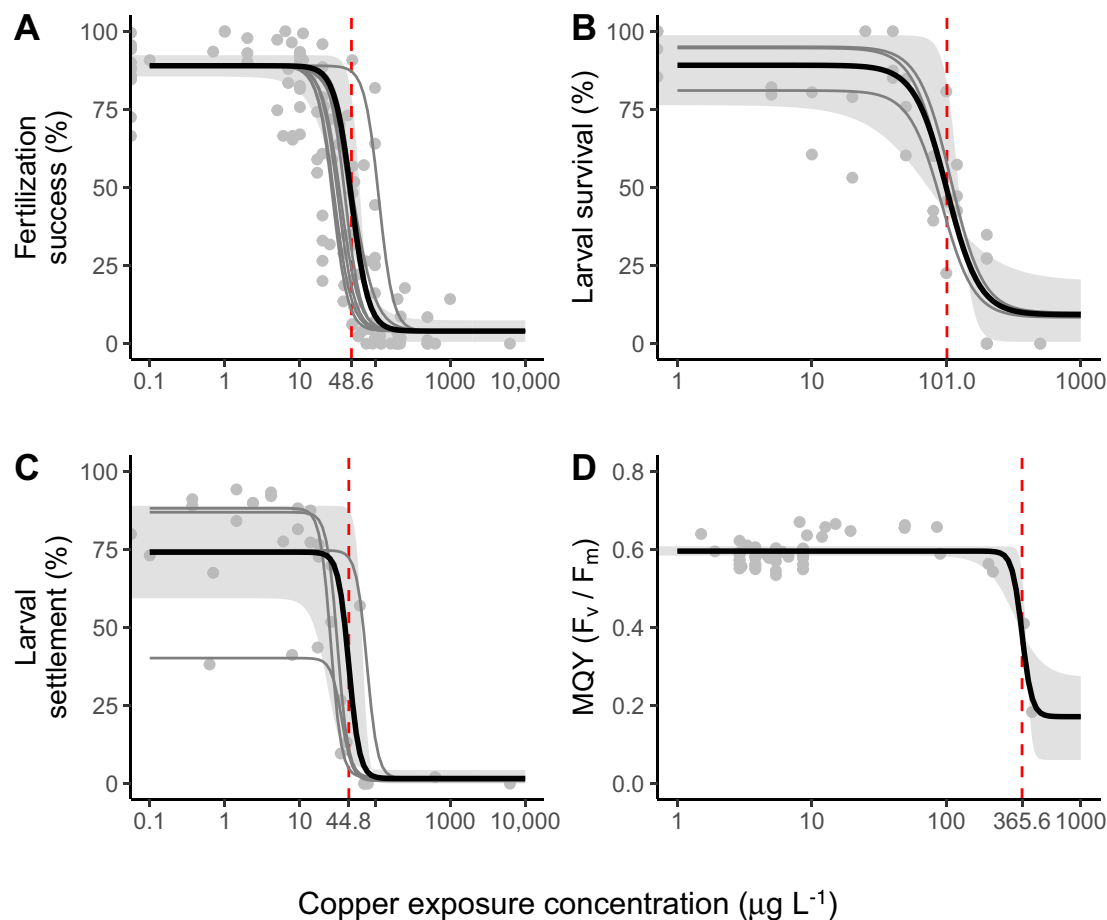 A
Fertilization
success (%)
100
75
50
25
0
0.1 1 10 48.6 1000 10,000
B
Larval survival (%)
100
75
50
25
0
1 10 101.0 1000
C
Larval
settlement (%)
100
75
50
25
0
0.1 1 10 44.8 1000 10,000
D
MQY (Fᵥ / Fₘ)
0.8
0.6
0.4
0.2
0.0
1 10 100 365.6 1000
Copper exposure concentration (μg L⁻¹)